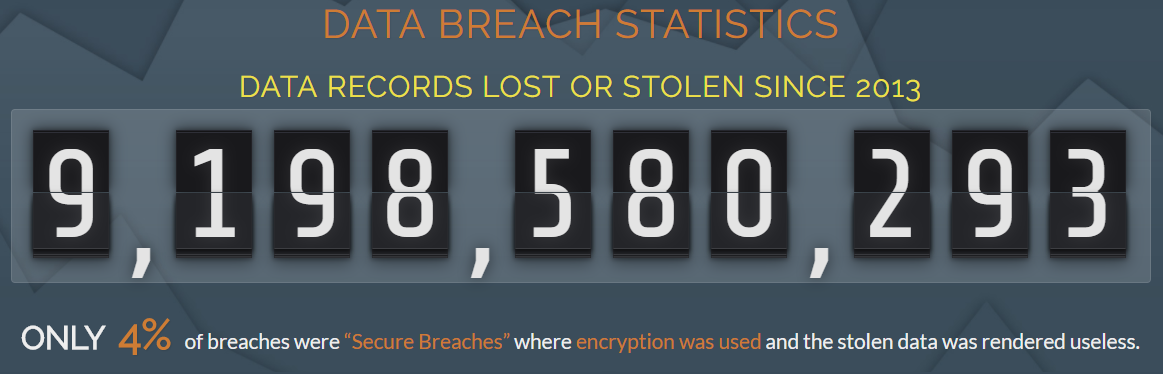 DATA BREACH STATISTICS
DATA RECORDS LOST OR STOLEN SINCE 2013
9,198,580,293
ONLY 4% of breaches were “Secure Breaches” where encryption was used and the stolen data was rendered useless.